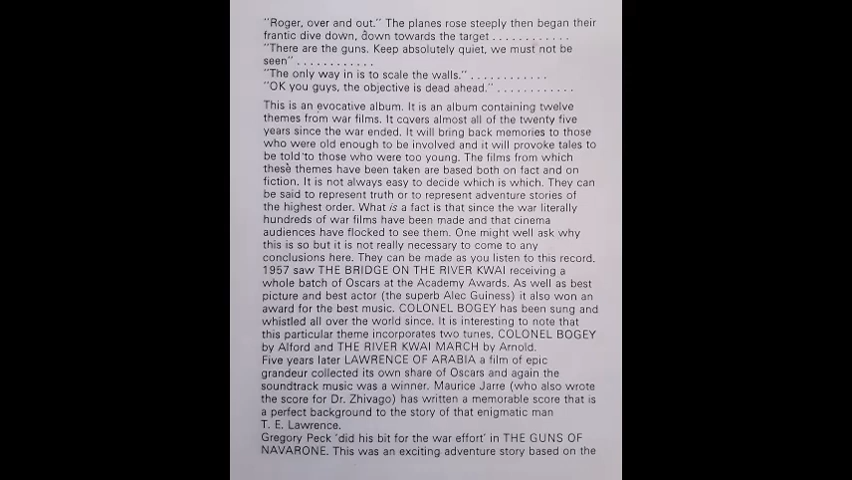 "Roger, over and out." The planes rose steeply then began their
frantic dive down, down towards the target . . . . . . . . . . . .
"There are the guns. Keep absolutely quiet, we must not be
seen" . . . . . . . . . . . .
"The only way in is to scale the walls." . . . . . . . . . . . .
"OK you guys, the objective is dead ahead." . . . . . . . . . . . .
This is an evocative album. It is an album containing twelve
themes from war films. It covers almost all of the twenty five
years since the war ended. It will bring back memories to those
who were old enough to be involved and it will provoke tales to
be told to those who were too young. The films from which
these themes have been taken are based both on fact and on
fiction. It is not always easy to decide which is which. They can
be said to represent truth or to represent adventure stories of
the highest order. What is a fact is that since the war literally
hundreds of war films have been made and that cinema
audiences have flocked to see them. One might well ask why
this is so but it is not really necessary to come to any
conclusions here. They can be made as you listen to this record.
1957 saw THE BRIDGE ON THE RIVER KWAI receiving a
whole batch of Oscars at the Academy Awards. As well as best
picture and best actor (the superb Alec Guiness) it also won an
award for the best music. COLONEL BOGEY has been sung and
whistled all over the world since. It is interesting to note that
this particular theme incorporates two tunes, COLONEL BOGEY
by Alford and THE RIVER KWAI MARCH by Arnold.
Five years later LAWRENCE OF ARABIA a film of epic
grandeur collected its own share of Oscars and again the
soundtrack music was a winner. Maurice Jarre (who also wrote
the score for Dr. Zhivago) has written a memorable score that is
a perfect background to the story of that enigmatic man
T. E. Lawrence.
Gregory Peck 'did his bit for the war effort' in THE GUNS OF
NAVARONE. This was an exciting adventure story based on the